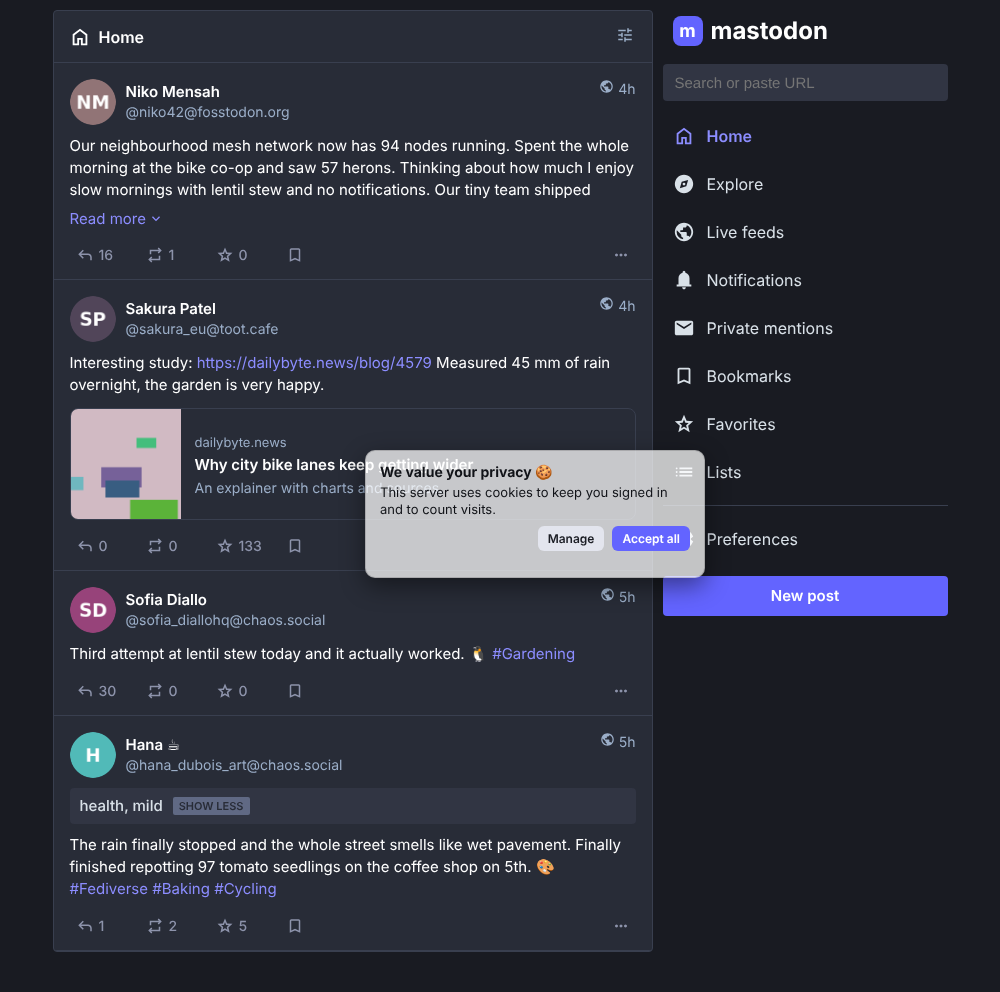 Home
NM
Niko Mensah
@niko42@fosstodon.org
4h
Our neighbourhood mesh network now has 94 nodes running. Spent the whole
morning at the bike co-op and saw 57 herons. Thinking about how much I enjoy
slow mornings with lentil stew and no notifications. Our tiny team shipped
Read more
16 1 0
SP
Sakura Patel
@sakura_eu@toot.cafe
4h
Interesting study: https://dailybyte.news/blog/4579 Measured 45 mm of rain
overnight, the garden is very happy.
dailybyte.news
Why city bike lanes keep getting wider
An explainer with charts and sources
0 0 133
We value your privacy 🍪
This server uses cookies to keep you signed in
and to count visits.
Manage Accept all
SD
Sofia Diallo
@sofia_diallohq@chaos.social
5h
Third attempt at lentil stew today and it actually worked. 🐧 #Gardening
30 0 0
H
Hana ☕
@hana_dubois_art@chaos.social
5h
health, mild SHOW LESS
The rain finally stopped and the whole street smells like wet pavement. Finally
finished repotting 97 tomato seedlings on the coffee shop on 5th. 🎨
#Fediverse #Baking #Cycling
1 2 5
m mastodon
Search or paste URL
Home
Explore
Live feeds
Notifications
Private mentions
Bookmarks
Favorites
Lists
Preferences
New post